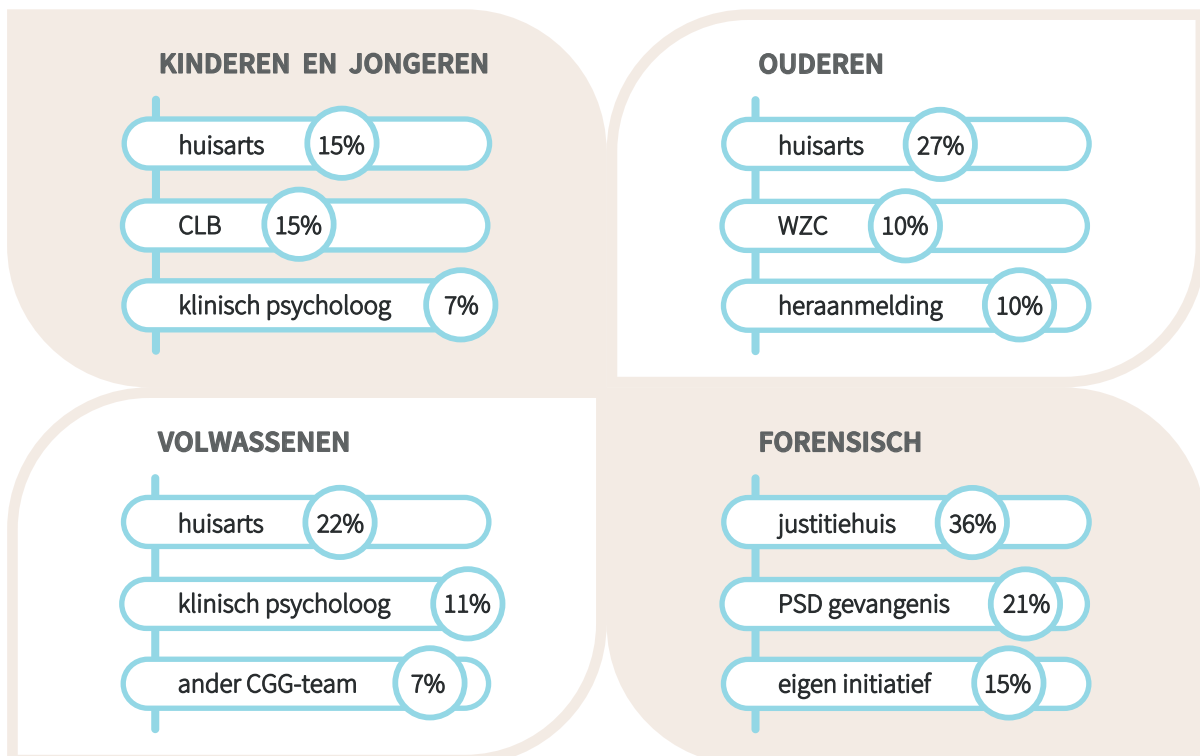 KINDEREN EN JONGEREN
huisarts 15%
CLB 15%
klinisch psycholoog 7%
OUDEREN
huisarts 27%
WZC 10%
heraanmelding 10%
VOLWASSENEN
huisarts 22%
klinisch psycholoog 11%
ander CGG-team 7%
FORENSISCH
justitiehuis 36%
PSD gevangenis 21%
eigen initiatief 15%